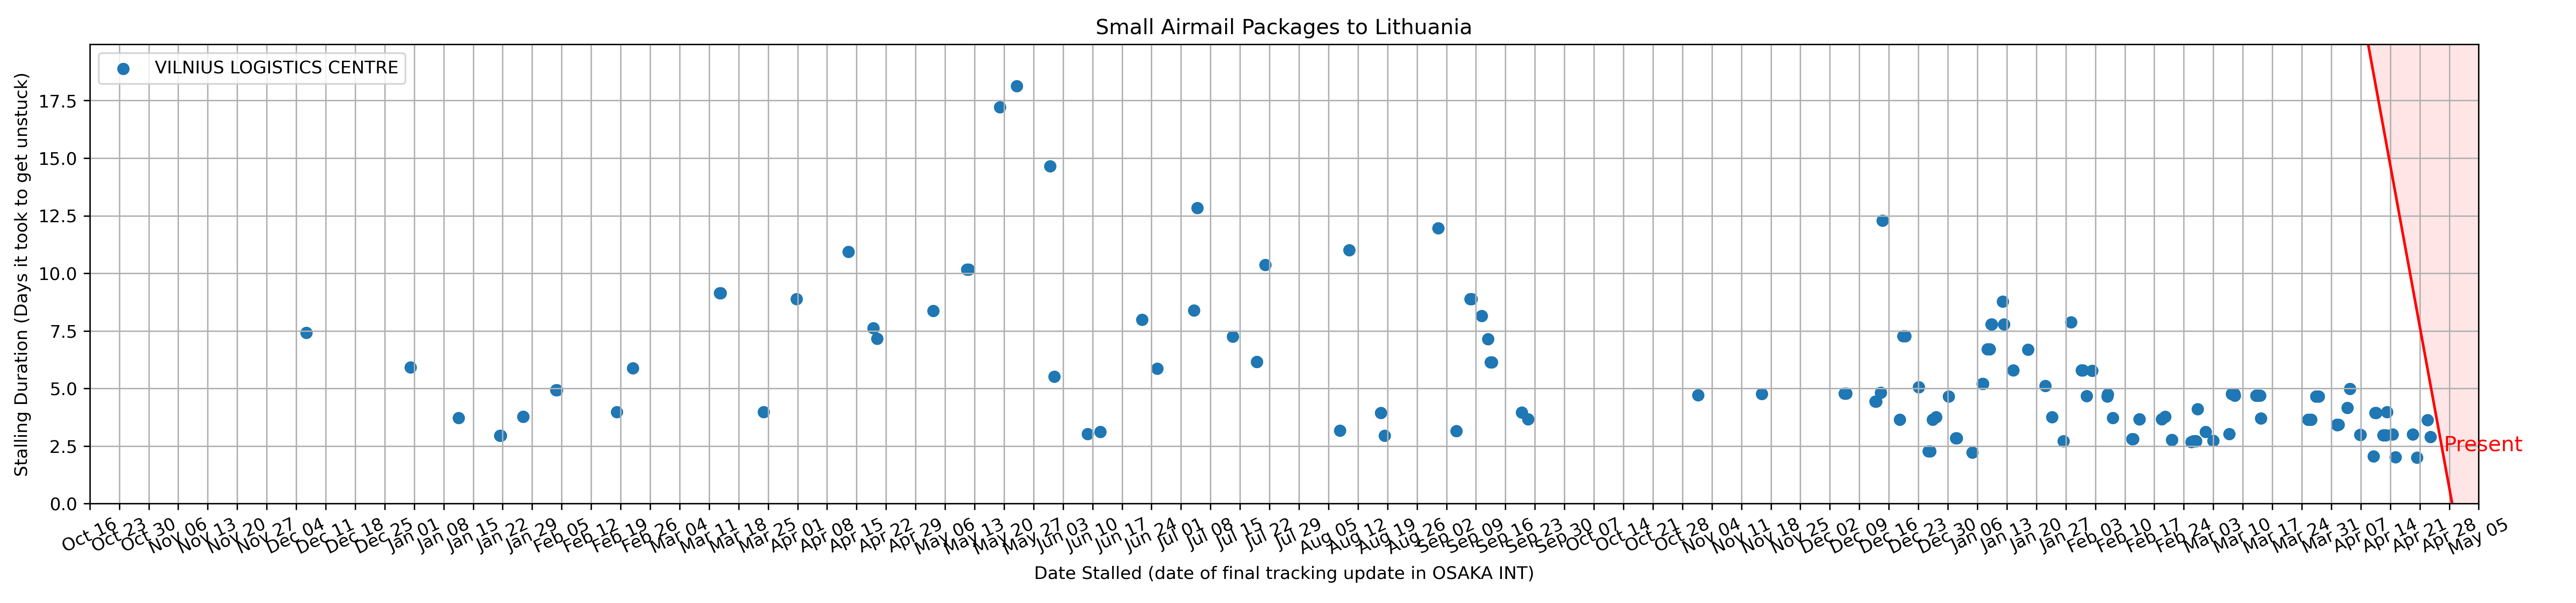 Small Airmail Packages to Lithuania
VILNIUS LOGISTICS CENTRE
Stalling Duration (Days it took to get unstuck)
17.5
15.0
12.5
10.0
7.5
5.0
2.5
0.0
Present
Oct 16
Oct 23
Oct 30
Nov 06
Nov 13
Nov 20
Nov 27
Dec 04
Dec 11
Dec 18
Dec 25
Jan 01
Jan 08
Jan 15
Jan 22
Jan 29
Feb 05
Feb 12
Feb 19
Feb 26
Mar 04
Mar 11
Mar 18
Mar 25
Apr 01
Apr 08
Apr 15
Apr 22
Apr 29
May 06
May 13
May 20
May 27
Jun 03
Jun 10
Jun 17
Jun 24
Jul 01
Jul 08
Jul 15
Jul 22
Jul 29
Aug 05
Aug 12
Aug 19
Aug 26
Sep 02
Sep 09
Sep 16
Sep 23
Sep 30
Oct 07
Oct 14
Oct 21
Oct 28
Nov 04
Nov 11
Nov 18
Nov 25
Dec 02
Dec 09
Dec 16
Dec 23
Dec 30
Jan 06
Jan 13
Jan 20
Jan 27
Feb 03
Feb 10
Feb 17
Feb 24
Mar 03
Mar 10
Mar 17
Mar 24
Mar 31
Apr 07
Apr 14
Apr 21
Apr 28
May 05
Date Stalled (date of final tracking update in OSAKA INT)